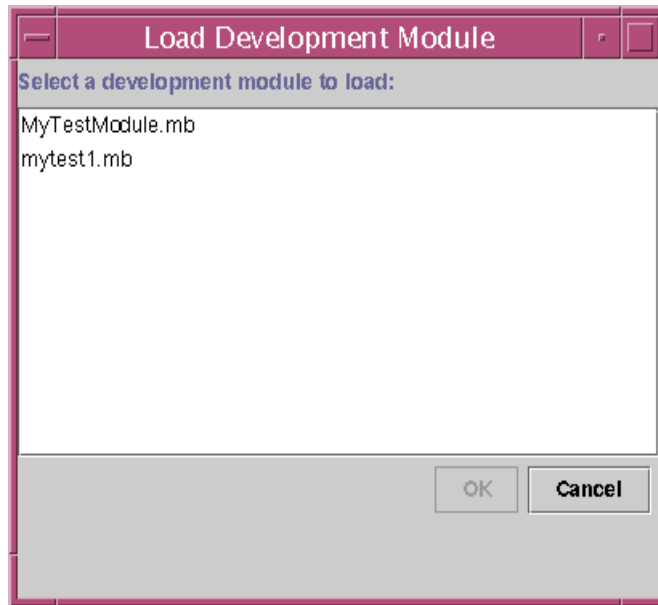 Load Development Module
Select a development module to load:
MyTestModule.mb
mytest1.mb
OK
Cancel